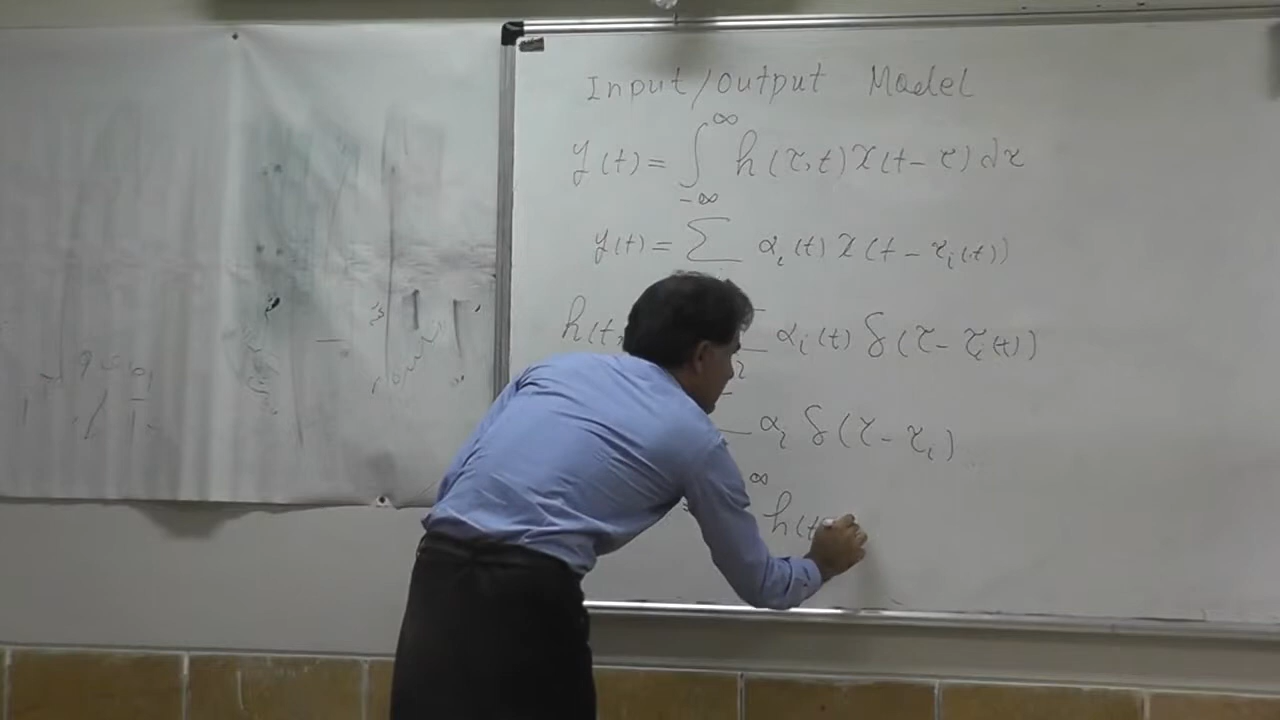 Input/output Model
y(t) = ∫_{-∞}^{∞} h(τ,t) x(t-τ) dτ
y(t) = Σ α_i(t) x(t-τ_i(t))
h(τ, Σ α_i(t) δ(τ-τ_i(t))
α_i δ(τ-τ_i)
∞ h(t